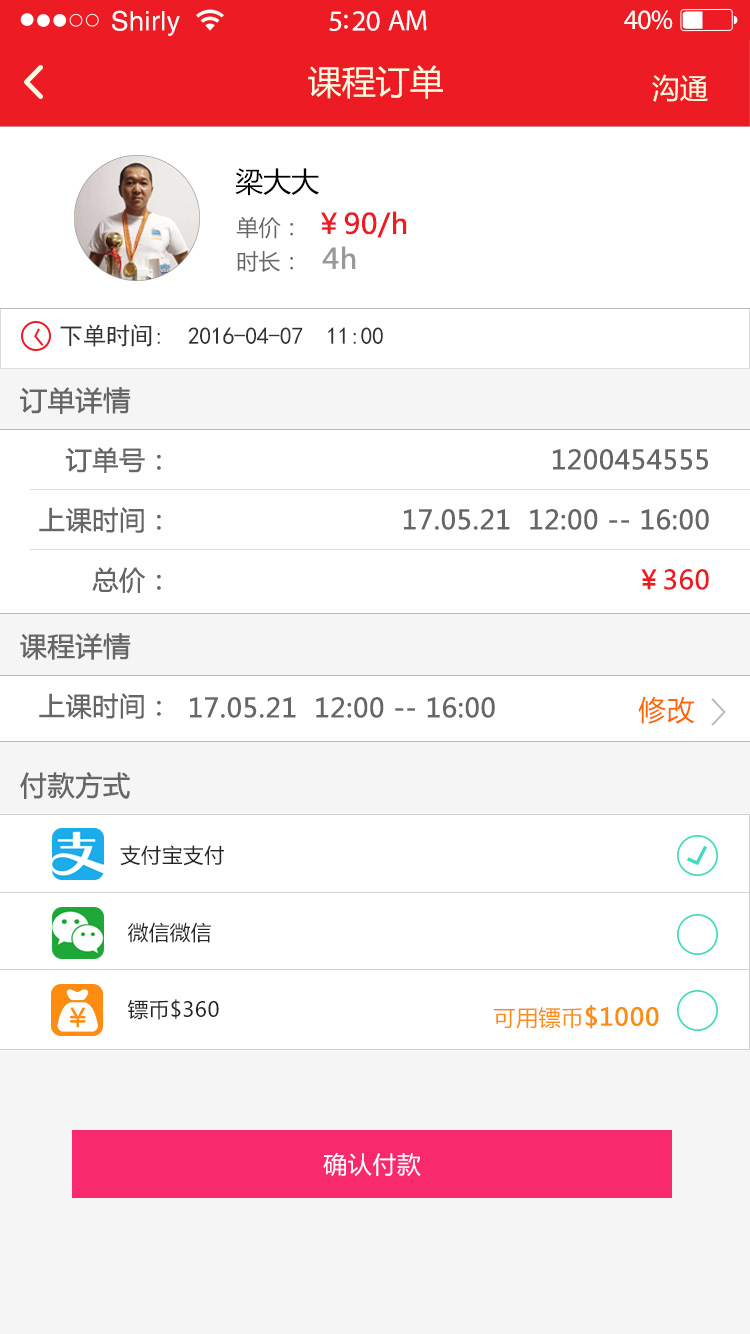 Shirly 5:20 AM 40%
课程订单 沟通
梁大大
单价： ¥90/h
时长： 4h
下单时间: 2016-04-07 11:00
订单详情
订单号： 1200454555
上课时间： 17.05.21 12:00 -- 16:00
总价： ¥360
课程详情
上课时间： 17.05.21 12:00 -- 16:00 修改
付款方式
支 支付宝支付
微信微信
¥ 镖币$360 可用镖币$1000
确认付款